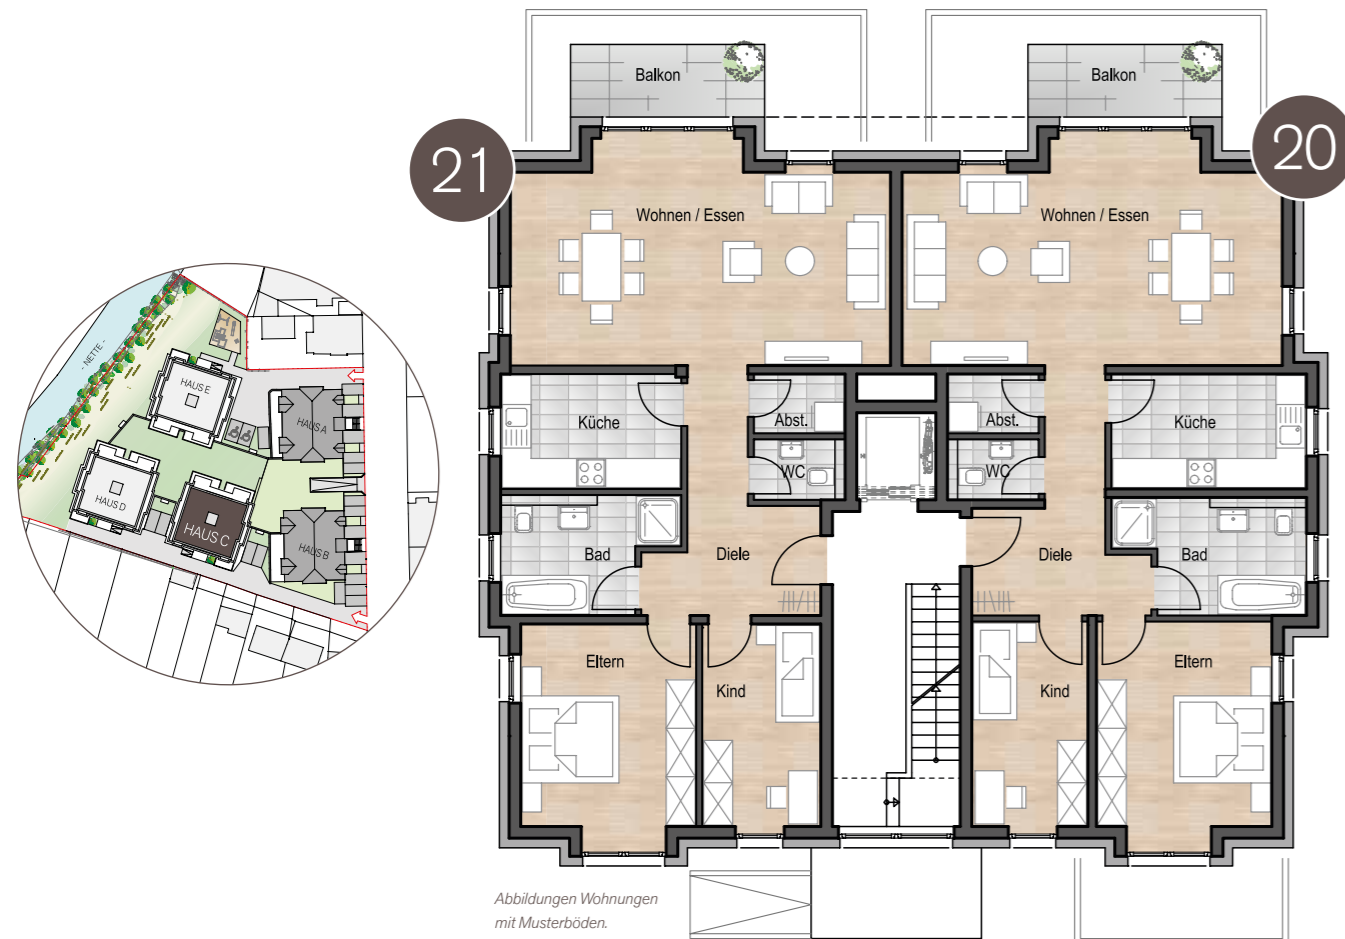 Balkon
Balkon
21
20
Wohnen / Essen
Wohnen / Essen
- NETTE -
HAUS E
HAUS A
HAUS D
HAUS C
HAUS B
Küche
Abst.
Abst.
Küche
WC
WC
Bad
Diele
Diele
Bad
Eltern
Kind
Kind
Eltern
Abbildungen Wohnungen
mit Musterböden.